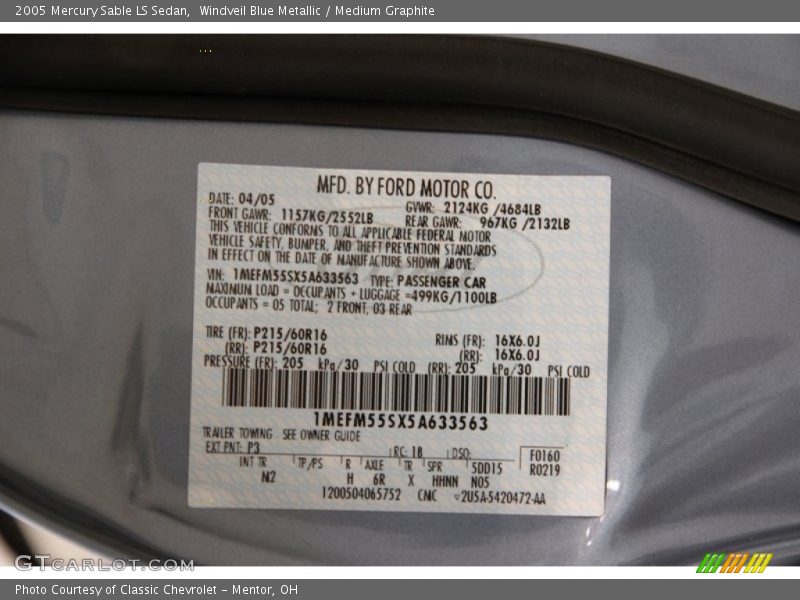 2005 Mercury Sable LS Sedan,  Windveil Blue Metallic / Medium Graphite
MFD. BY FORD MOTOR CO.
DATE: 04/05 GVWR: 2124KG /4684LB
FRONT GAWR: 1157KG/2552LB REAR GAWR: 967KG /2132LB
THIS VEHICLE CONFORMS TO ALL APPLICABLE FEDERAL MOTOR
VEHICLE SAFETY, BUMPER, AND THEFT PREVENTION STANDARDS
IN EFFECT ON THE DATE OF MANUFACTURE SHOWN ABOVE.
VIN: 1MEFM55SX5A633563 TYPE: PASSENGER CAR
MAXIMUM LOAD = OCCUPANTS + LUGGAGE =499KG/1100LB
OCCUPANTS = 05 TOTAL; 2 FRONT, 03 REAR
TIRE (FR): P215/60R16 RIMS (FR): 16X6.0J
(RR): P215/60R16 (RR): 16X6.0J
PRESSURE (FR): 205 kPa/30 PSI COLD (RR): 205 kPa/30 PSI COLD
1MEFM55SX5A633563
TRAILER TOWING - SEE OWNER GUIDE
EXT PNT: P3 RC: 18 DSO: F0160
INT TR TP/PS R AXLE TR SPR 5DD15 R0219
M2 H 6R X HHNN N05
1200504065752 CMC 2U5A-5420472-AA
GTCARLOT.COM
Photo Courtesy of Classic Chevrolet - Mentor, OH